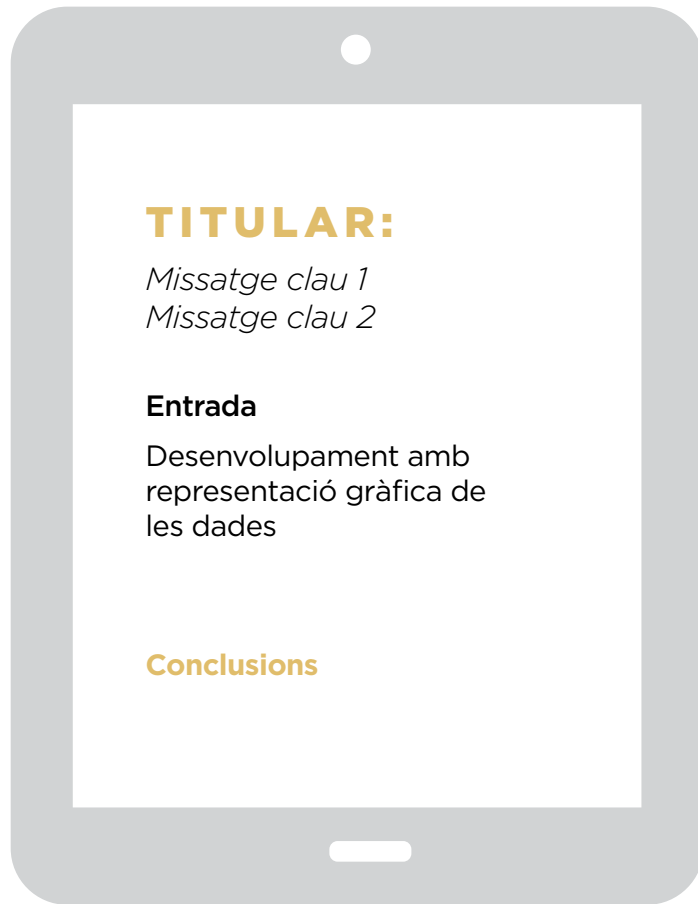 TITULAR:
Missatge clau 1
Missatge clau 2
Entrada
Desenvolupament amb
representació gràfica de
les dades
Conclusions